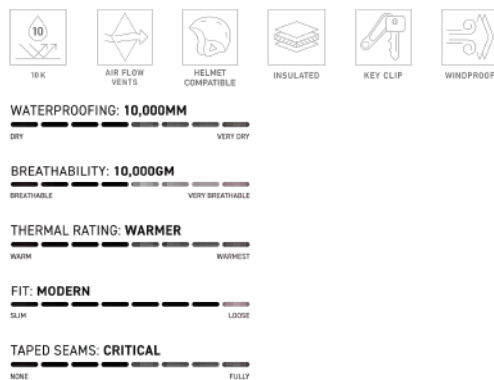 10
10 K
AIR FLOW
VENTS
HELMET
COMPATIBLE
INSULATED
KEY CLIP
WINDPROOF
WATERPROOFING: 10,000MM
DRY VERY DRY
BREATHABILITY: 10,000GM
BREATHABLE VERY BREATHABLE
THERMAL RATING: WARMER
WARM WARMEST
FIT: MODERN
SLIM LOOSE
TAPED SEAMS: CRITICAL
NONE FULLY